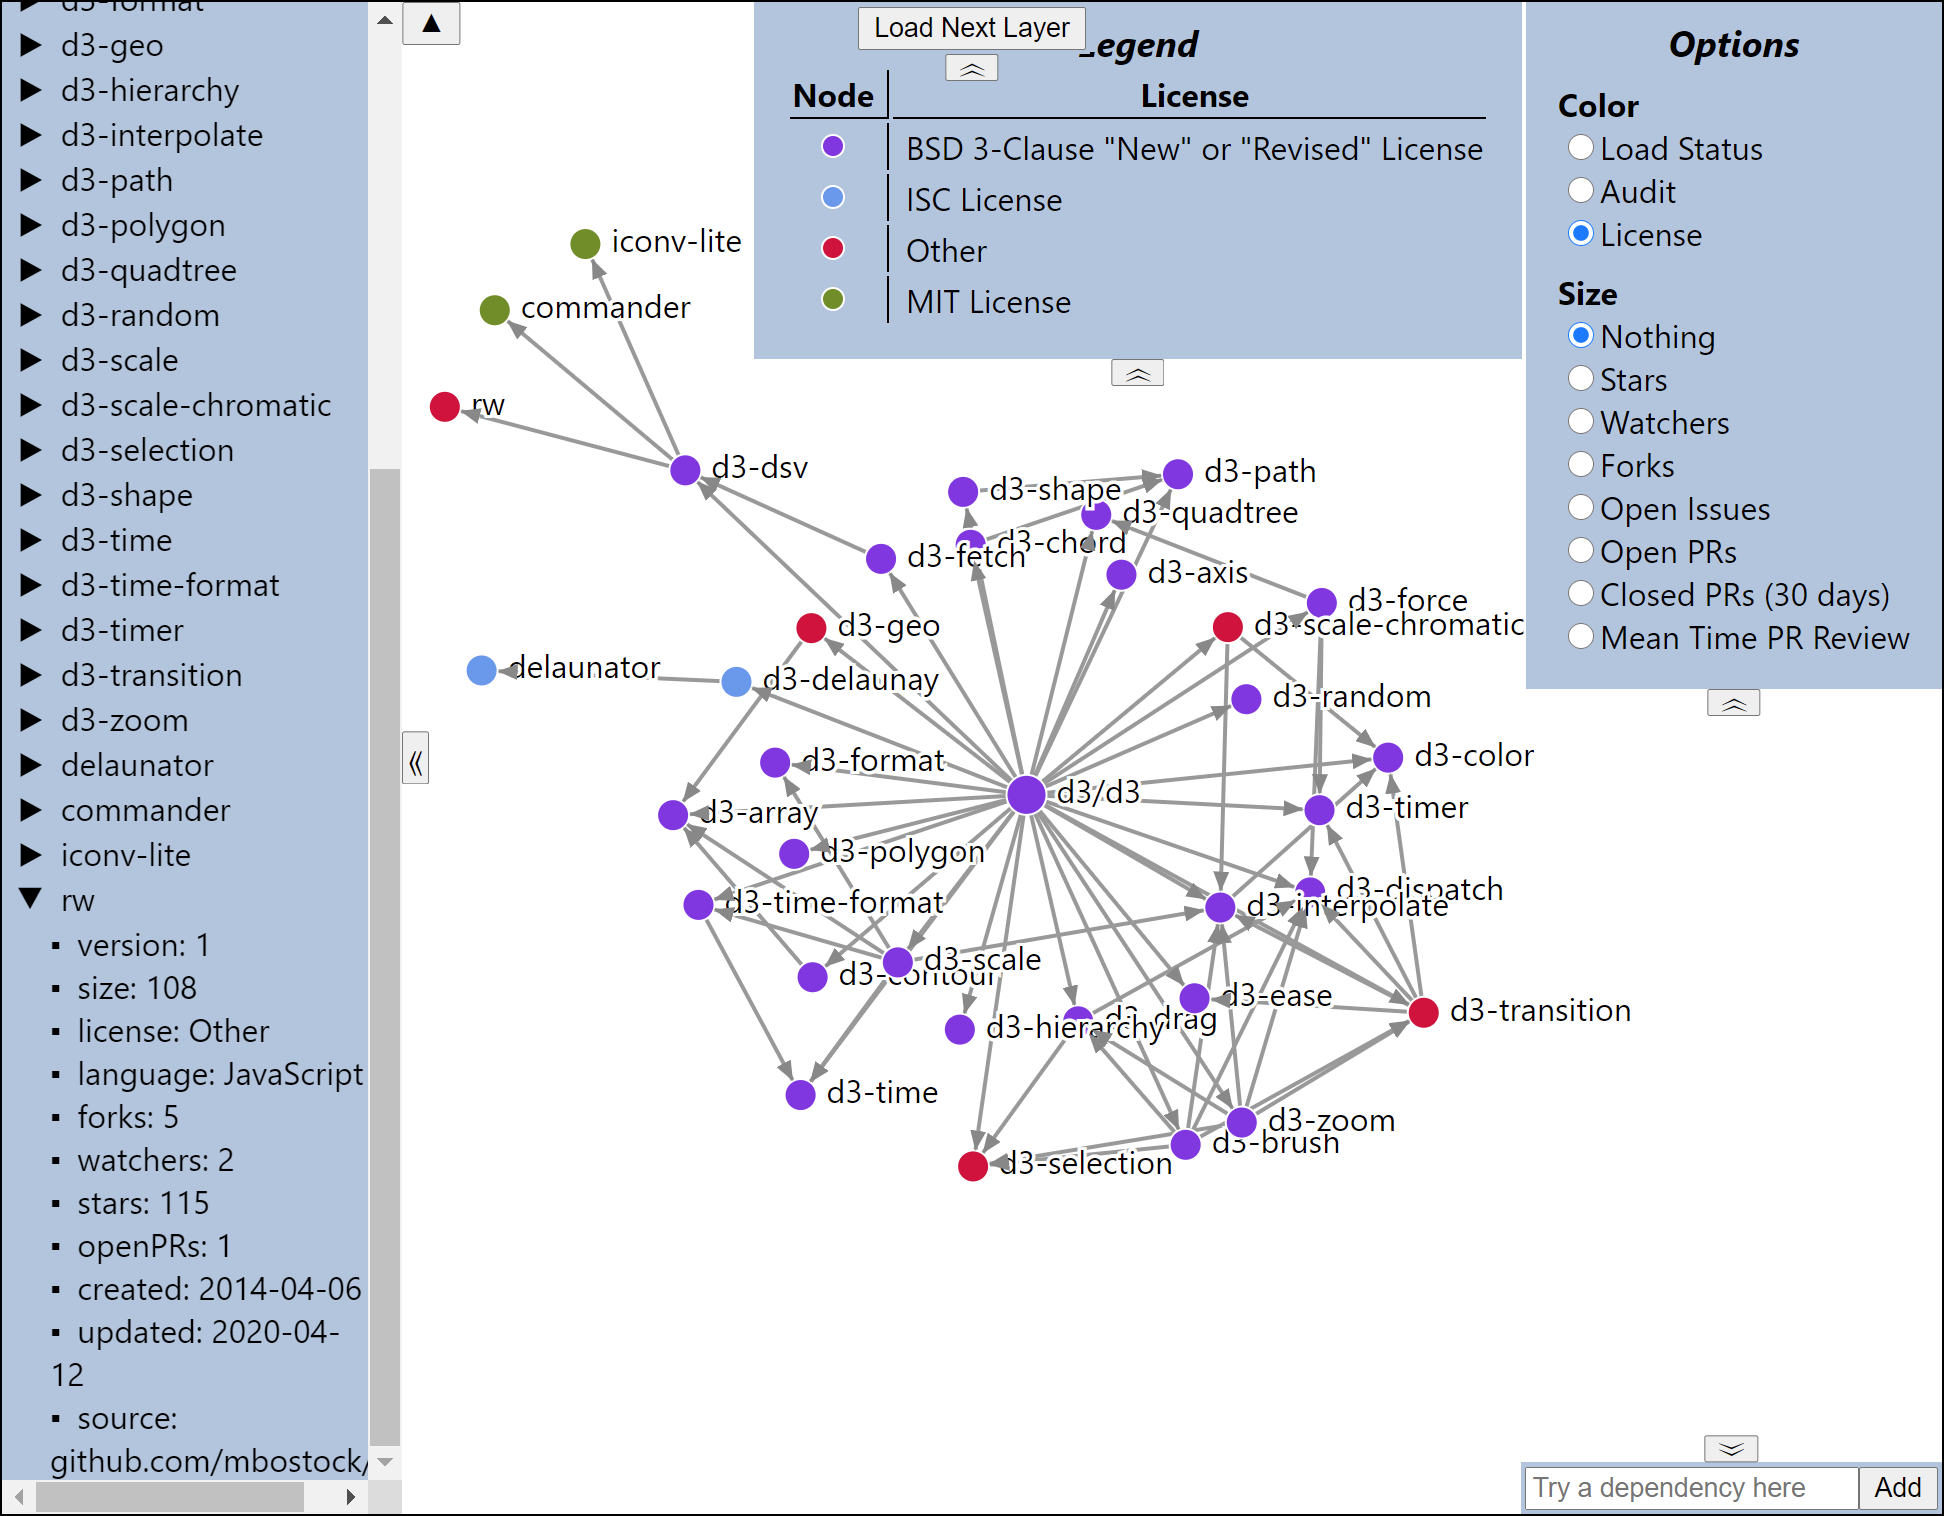 d3-format
d3-geo
d3-hierarchy
d3-interpolate
d3-path
d3-polygon
d3-quadtree
d3-random
d3-scale
d3-scale-chromatic
d3-selection
d3-shape
d3-time
d3-time-format
d3-timer
d3-transition
d3-zoom
delaunator
commander
iconv-lite
rw
version: 1
size: 108
license: Other
language: JavaScript
forks: 5
watchers: 2
stars: 115
openPRs: 1
created: 2014-04-06
updated: 2020-04-
12
source:
github.com/mbostock/
Load Next Layer
Legend
Node License
BSD 3-Clause "New" or "Revised" License
ISC License
Other
MIT License
Options
Color
Load Status
Audit
License
Size
Nothing
Stars
Watchers
Forks
Open Issues
Open PRs
Closed PRs (30 days)
Mean Time PR Review
iconv-lite
commander
rw
d3-dsv
d3-shape
d3-path
d3-quadtree
d3-chord
d3-fetch
d3-axis
d3-force
d3-scale-chromatic
d3-geo
delaunator
d3-delaunay
d3-random
d3-format
d3-color
d3/d3
d3-timer
d3-array
d3-polygon
d3-dispatch
d3-time-format
d3-interpolate
d3-scale
d3-contour
d3-ease
d3-drag
d3-hierarchy
d3-transition
d3-time
d3-zoom
d3-brush
d3-selection
Try a dependency here
Add